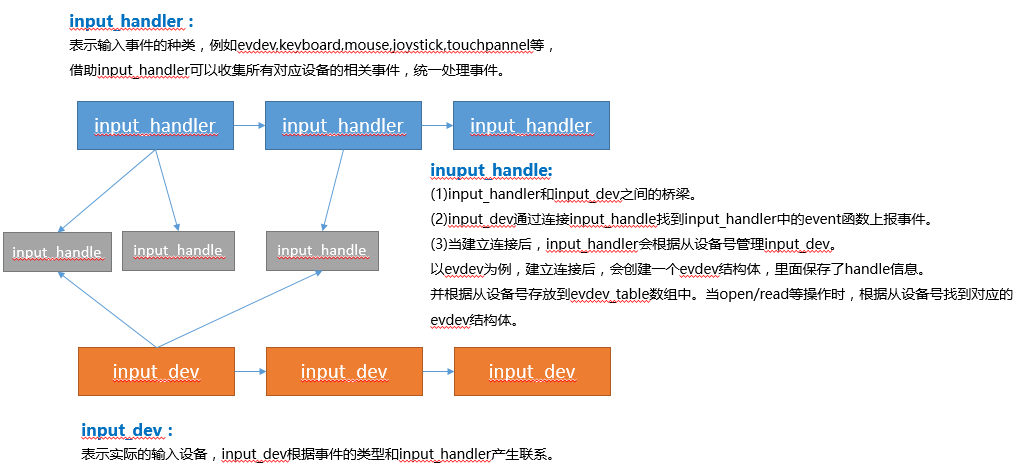 input_handler :
表示输入事件的种类，例如evdev,keyboard,mouse,joystick,touchpannel等，
借助input_handler可以收集所有对应设备的相关事件，统一处理事件。
input_handler
input_handler
input_handler
inuput_handle:
(1)input_handler和input_dev之间的桥梁。
(2)input_dev通过连接input_handle找到input_handler中的event函数上报事件。
(3)当建立连接后，input_handler会根据从设备号管理input_dev。
以evdev为例，建立连接后，会创建一个evdev结构体，里面保存了handle信息。
并根据从设备号存放到evdev_table数组中。当open/read等操作时，根据从设备号找到对应的
evdev结构体。
input_handle
input_handle
input_handle
input_dev
input_dev
input_dev
input_dev :
表示实际的输入设备，input_dev根据事件的类型和input_handler产生联系。